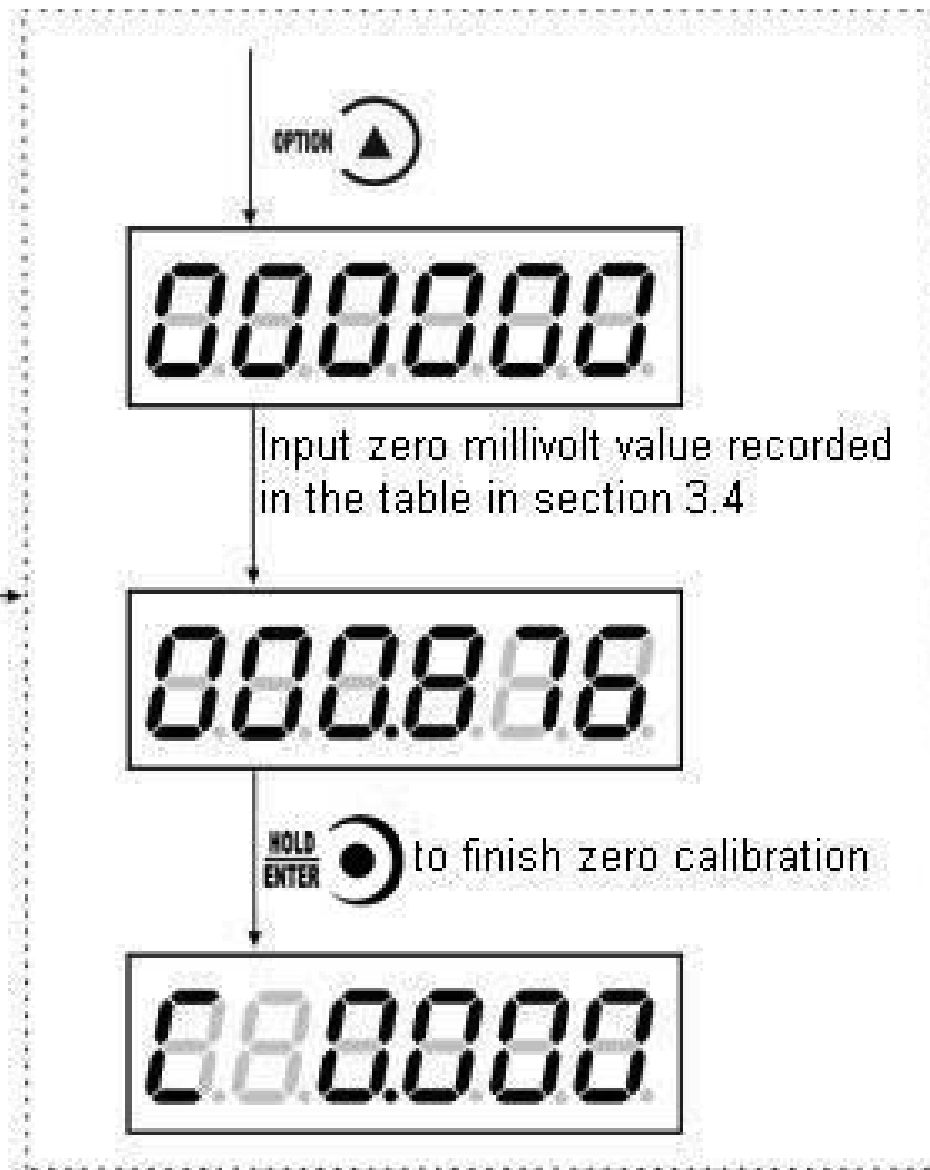 OPTION
000000
Input zero millivolt value recorded
in the table in section 3.4
000.876
HOLD
ENTER
to finish zero calibration
C 0.000